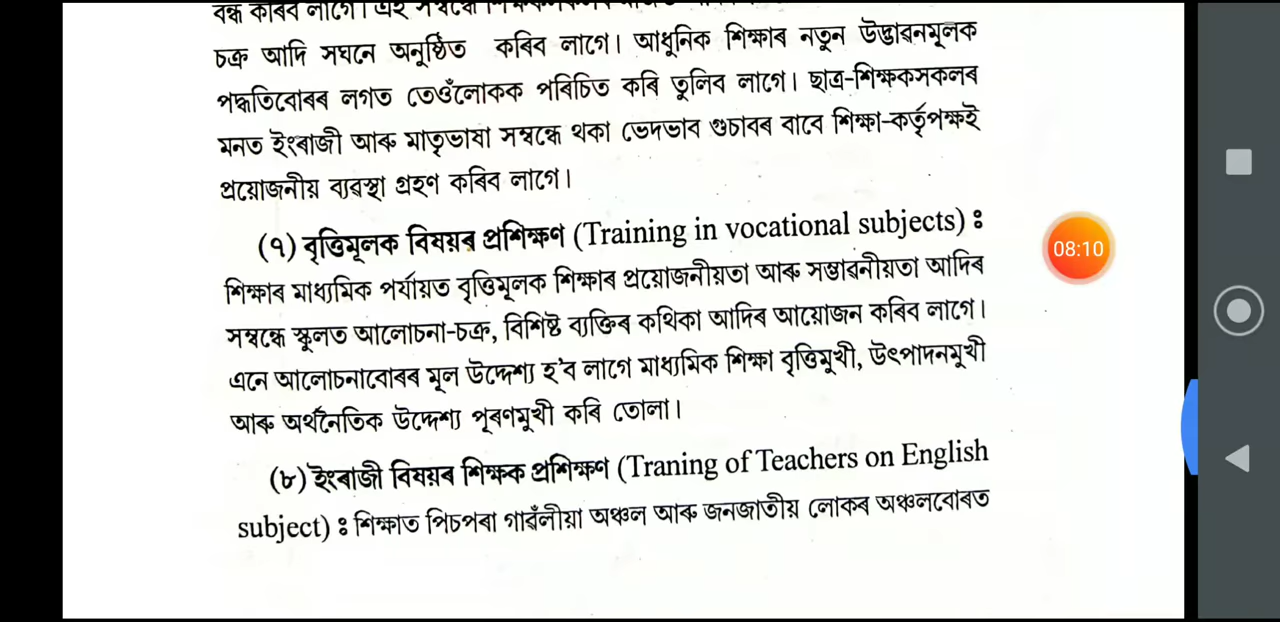 বন্ধ কৰিব লাগে। এই সম্বন্ধে
চক্ৰ আদি সঘনে অনুষ্ঠিত কৰিব লাগে। আধুনিক শিক্ষাৰ নতুন উদ্ভাৱনমূলক
পদ্ধতিবোৰৰ লগত তেওঁলোকক পৰিচিত কৰি তুলিব লাগে। ছাত্ৰ-শিক্ষকসকলৰ
মনত ইংৰাজী আৰু মাতৃভাষা সম্বন্ধে থকা ভেদভাব গুচাবৰ বাবে শিক্ষা-কৰ্তৃপক্ষই
প্ৰয়োজনীয় ব্যৱস্থা গ্ৰহণ কৰিব লাগে।
(৭) বৃত্তিমূলক বিষয়ৰ প্ৰশিক্ষণ (Training in vocational subjects) ঃ
08:10
শিক্ষাৰ মাধ্যমিক পৰ্যায়ত বৃত্তিমূলক শিক্ষাৰ প্ৰয়োজনীয়তা আৰু সম্ভাৱনীয়তা আদিৰ
সম্বন্ধে স্কুলত আলোচনা-চক্ৰ, বিশিষ্ট ব্যক্তিৰ কথিকা আদিৰ আয়োজন কৰিব লাগে।
এনে আলোচনাবোৰৰ মূল উদ্দেশ্য হ'ব লাগে মাধ্যমিক শিক্ষা বৃত্তিমুখী, উৎপাদনমুখী
আৰু অৰ্থনৈতিক উদ্দেশ্য পূৰণমুখী কৰি তোলা।
(৮) ইংৰাজী বিষয়ৰ শিক্ষক প্ৰশিক্ষণ (Traning of Teachers on English
subject) ঃ শিক্ষাত পিচপৰা গাৱঁলীয়া অঞ্চল আৰু জনজাতীয় লোকৰ অঞ্চলবোৰত